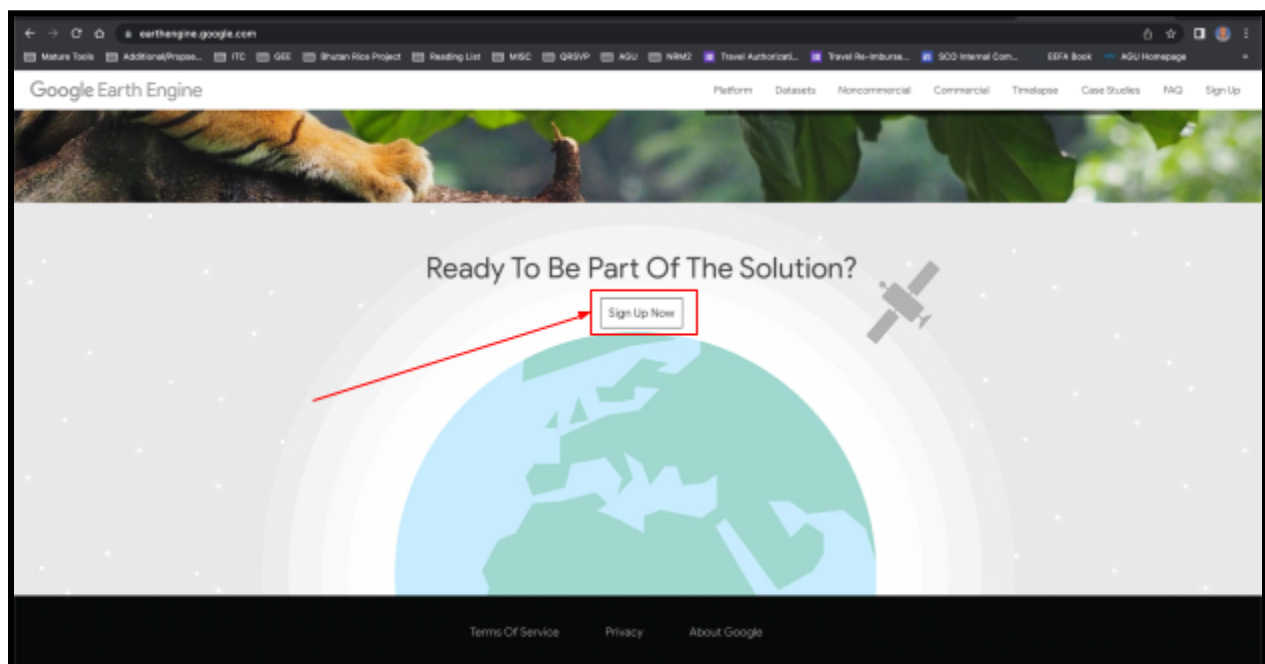 earthengine.google.com
Mature Tools Additional/Propos... ITC GEE Bhutan Rice Project Reading List MISC QRSVP AGU NRM2 Travel Authorizati... Travel Re-Imburse... SCO Internal Com... EEFA Book AGU Homepage
Google Earth Engine Platform Datasets Noncommercial Commercial Timelapse Case Studies FAQ Sign Up
Ready To Be Part Of The Solution?
Sign Up Now
Terms Of Service Privacy About Google